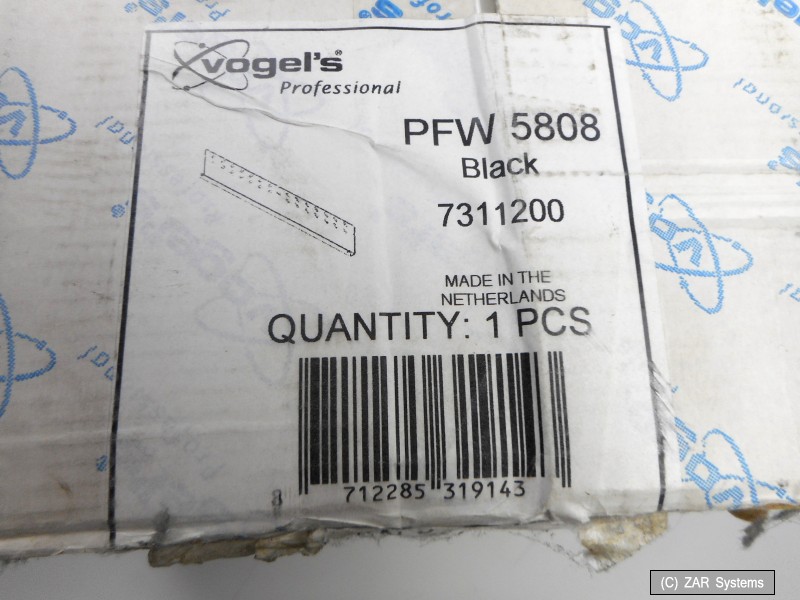 vogel's®
Professional
PFW 5808
Black
7311200
MADE IN THE
NETHERLANDS
QUANTITY: 1 PCS
8 712285 319143
(C) ZAR Systems